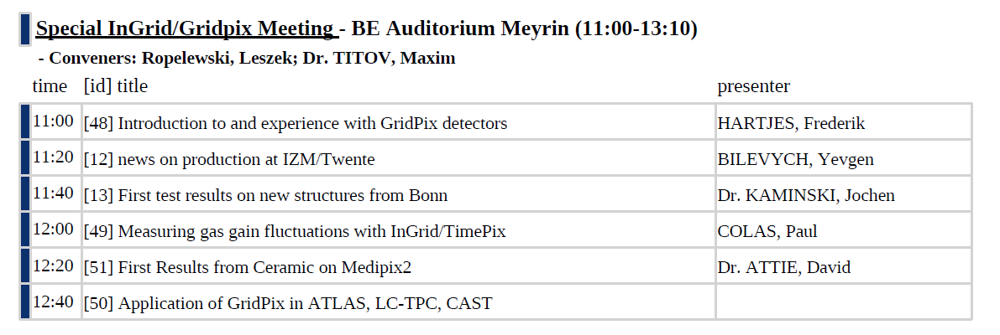 Special InGrid/Gridpix Meeting - BE Auditorium Meyrin (11:00-13:10)
- Conveners: Ropelewski, Leszek; Dr. TITOV, Maxim
time [id] title presenter
11:00 [48] Introduction to and experience with GridPix detectors HARTJES, Frederik
11:20 [12] news on production at IZM/Twente BILEVYCH, Yevgen
11:40 [13] First test results on new structures from Bonn Dr. KAMINSKI, Jochen
12:00 [49] Measuring gas gain fluctuations with InGrid/TimePix COLAS, Paul
12:20 [51] First Results from Ceramic on Medipix2 Dr. ATTIE, David
12:40 [50] Application of GridPix in ATLAS, LC-TPC, CAST